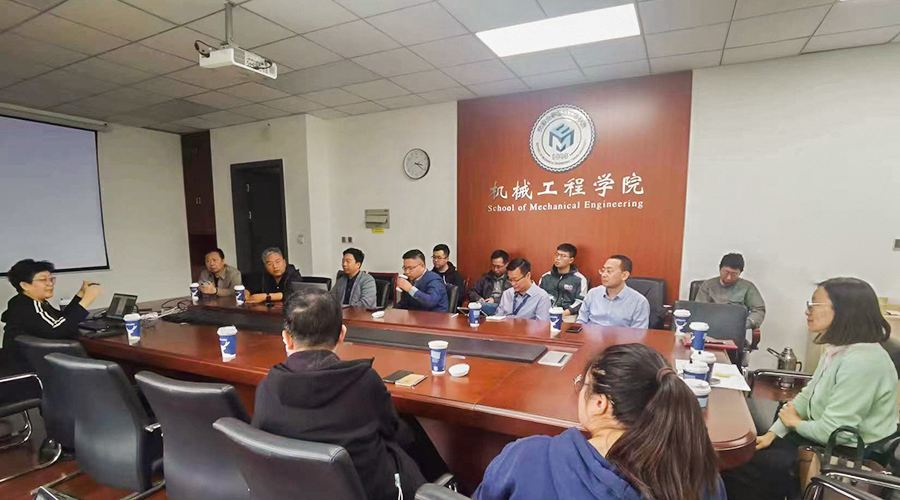 机械工程学院
School of Mechanical Engineering